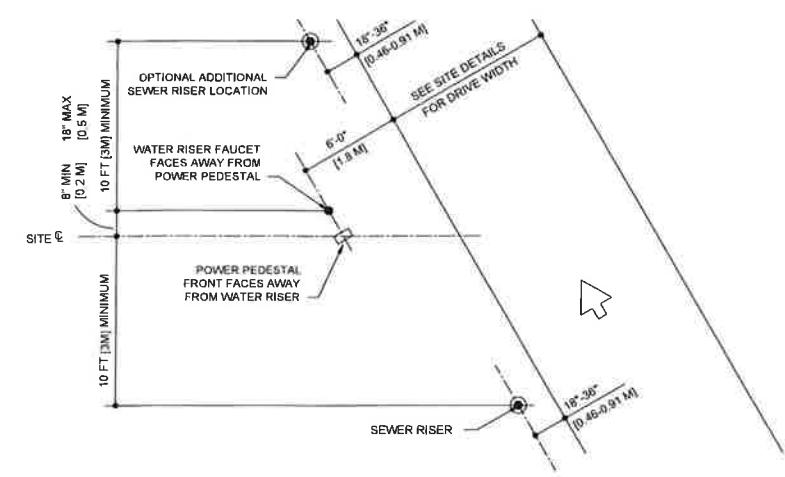 18"-36"
[0.46-0.91 M]
OPTIONAL ADDITIONAL
SEWER RISER LOCATION
SEE SITE DETAILS
FOR DRIVE WIDTH
18" MAX
[0.5 M]
10 FT [3M] MINIMUM
8" MIN
[0.2 M]
WATER RISER FAUCET
FACES AWAY FROM
POWER PEDESTAL
6'-0"
[1.8 M]
SITE ℄
POWER PEDESTAL
FRONT FACES AWAY
FROM WATER RISER
10 FT [3M] MINIMUM
18"-36"
[0.46-0.91 M]
SEWER RISER